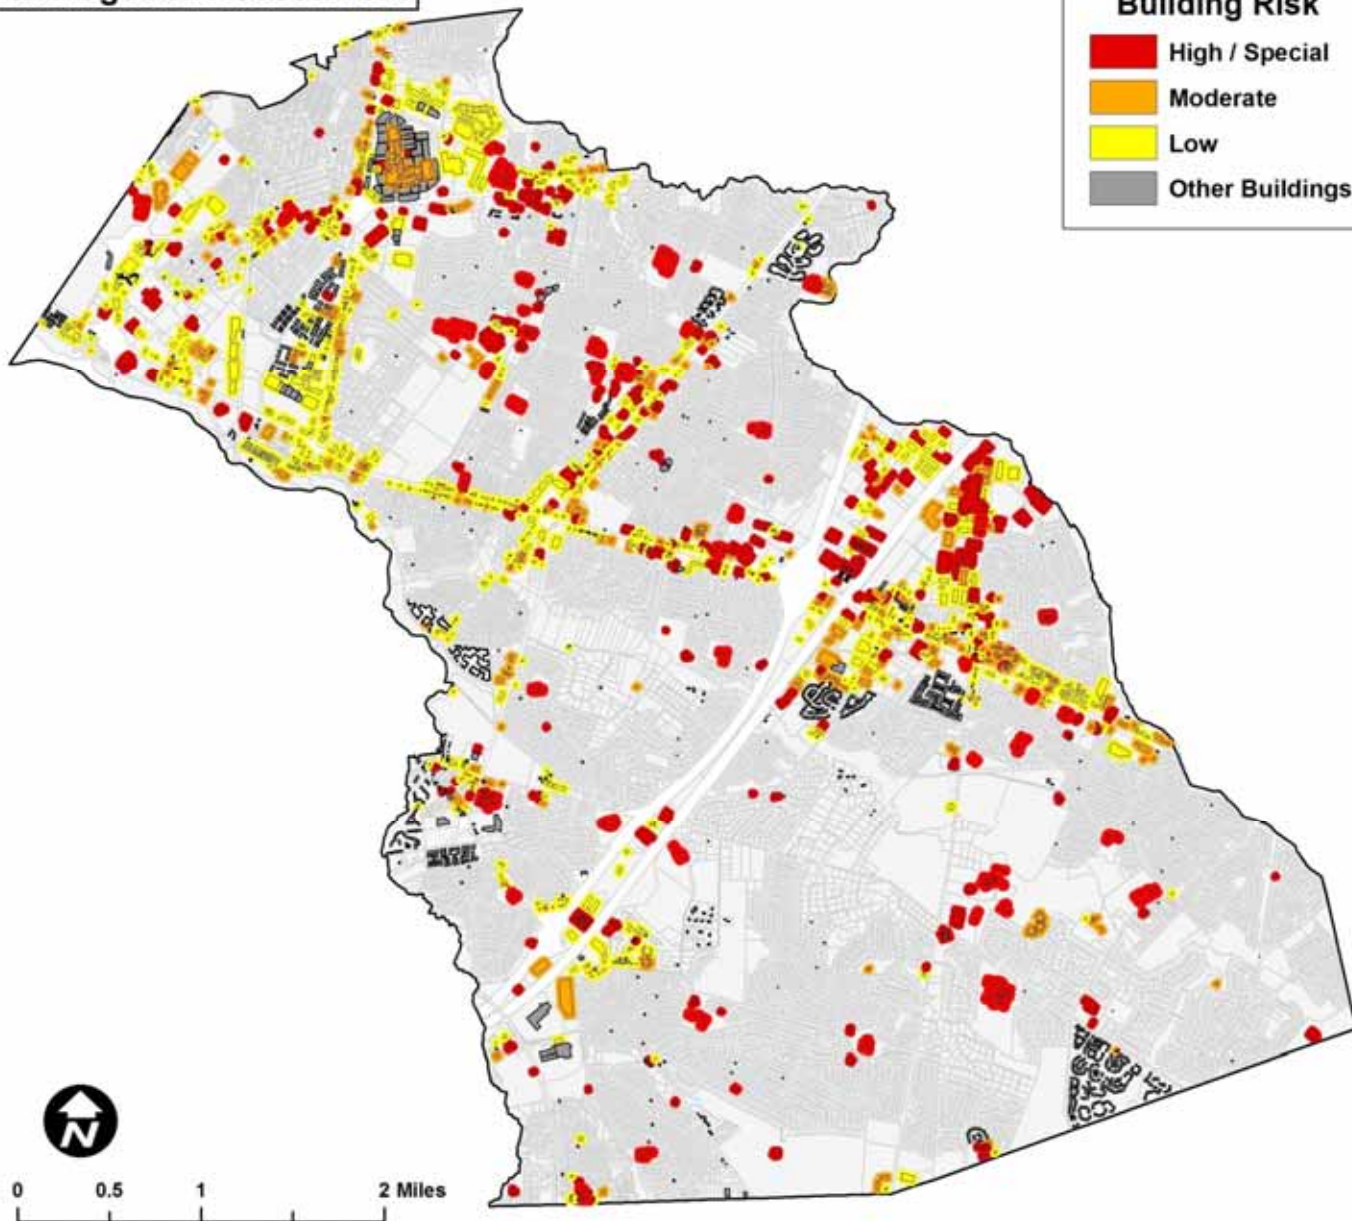 Building Risk
High / Special
Moderate
Low
Other Buildings
N
0 0.5 1 2 Miles